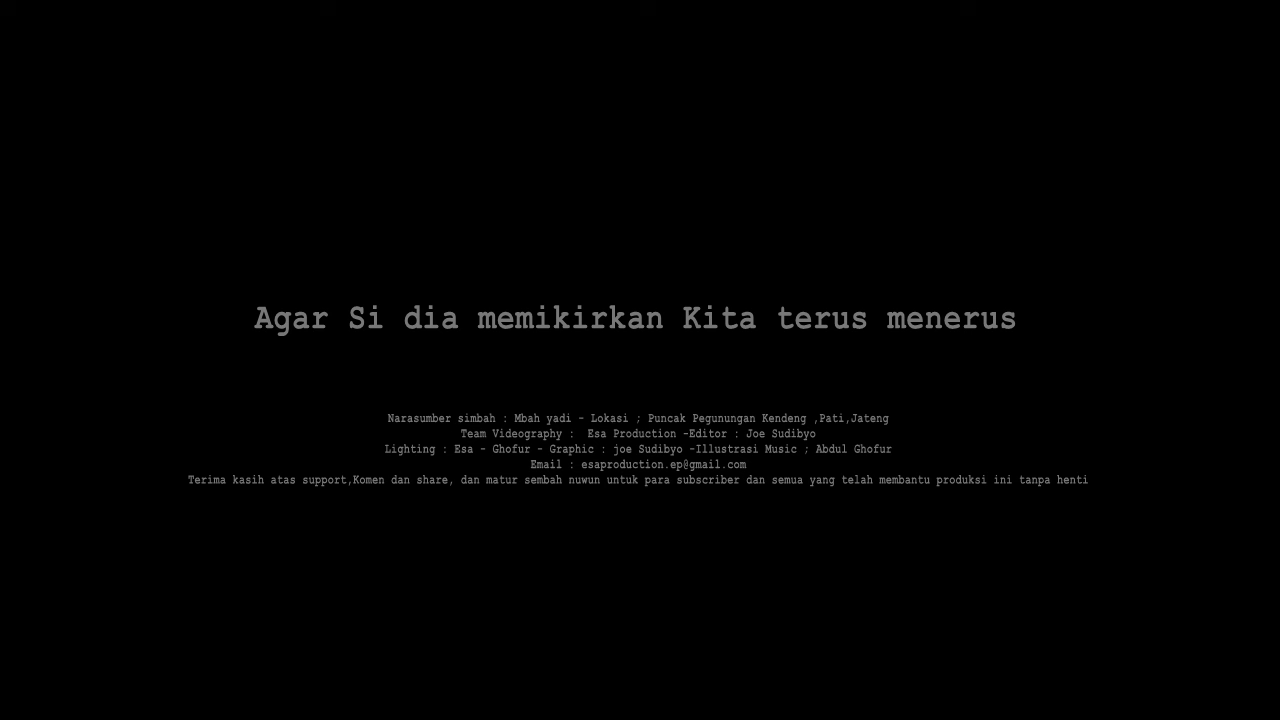 Agar Si dia memikirkan Kita terus menerus
Narasumber simbah : Mbah yadi - Lokasi ; Puncak Pegunungan Kendeng ,Pati,Jateng
Team Videography :  Esa Production -Editor : Joe Sudibyo
Lighting : Esa - Ghofur - Graphic : joe Sudibyo -Illustrasi Music ; Abdul Ghofur
Email : esaproduction.ep@gmail.com
Terima kasih atas support,Komen dan share, dan matur sembah nuwun untuk para subscriber dan semua yang telah membantu produksi ini tanpa henti